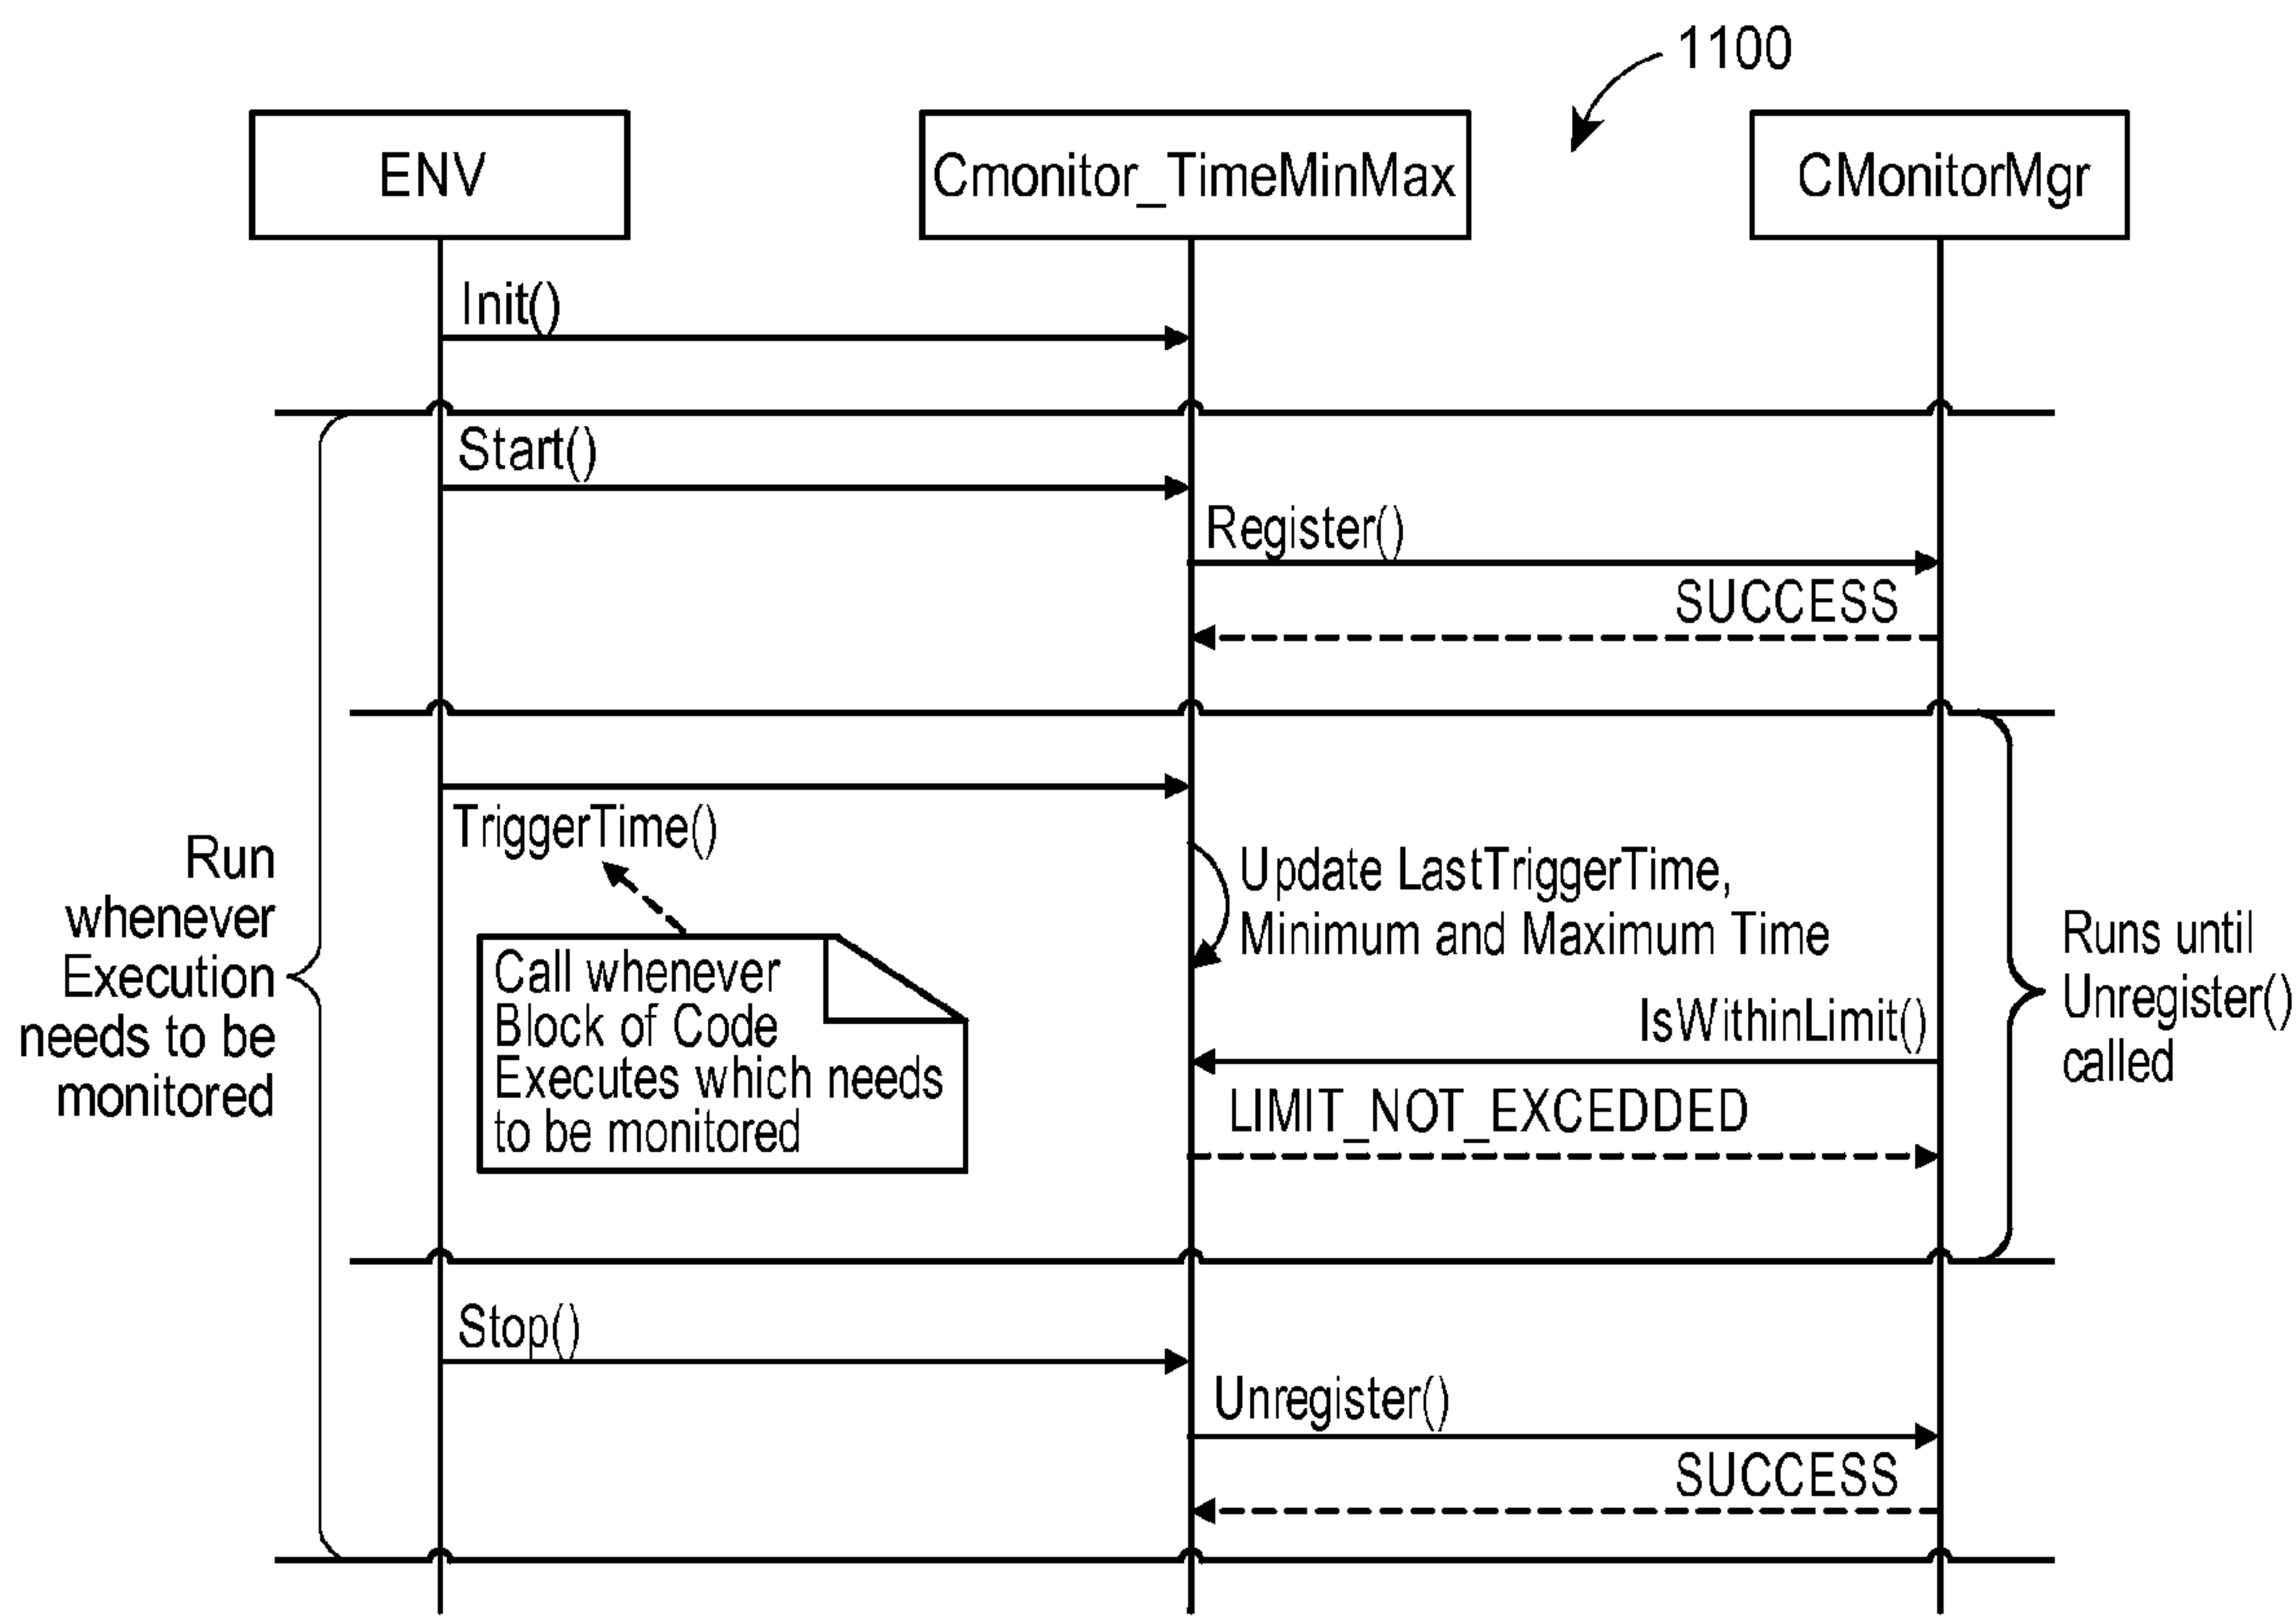 1100
ENV
Cmonitor_TimeMinMax
CMonitorMgr
Init()
Start()
Register()
SUCCESS
TriggerTime()
Update LastTriggerTime,
Minimum and Maximum Time
Run
whenever
Execution
needs to be
monitored
Call whenever
Block of Code
Executes which needs
to be monitored
IsWithinLimit()
LIMIT_NOT_EXCEDDED
Runs until
Unregister()
called
Stop()
Unregister()
SUCCESS